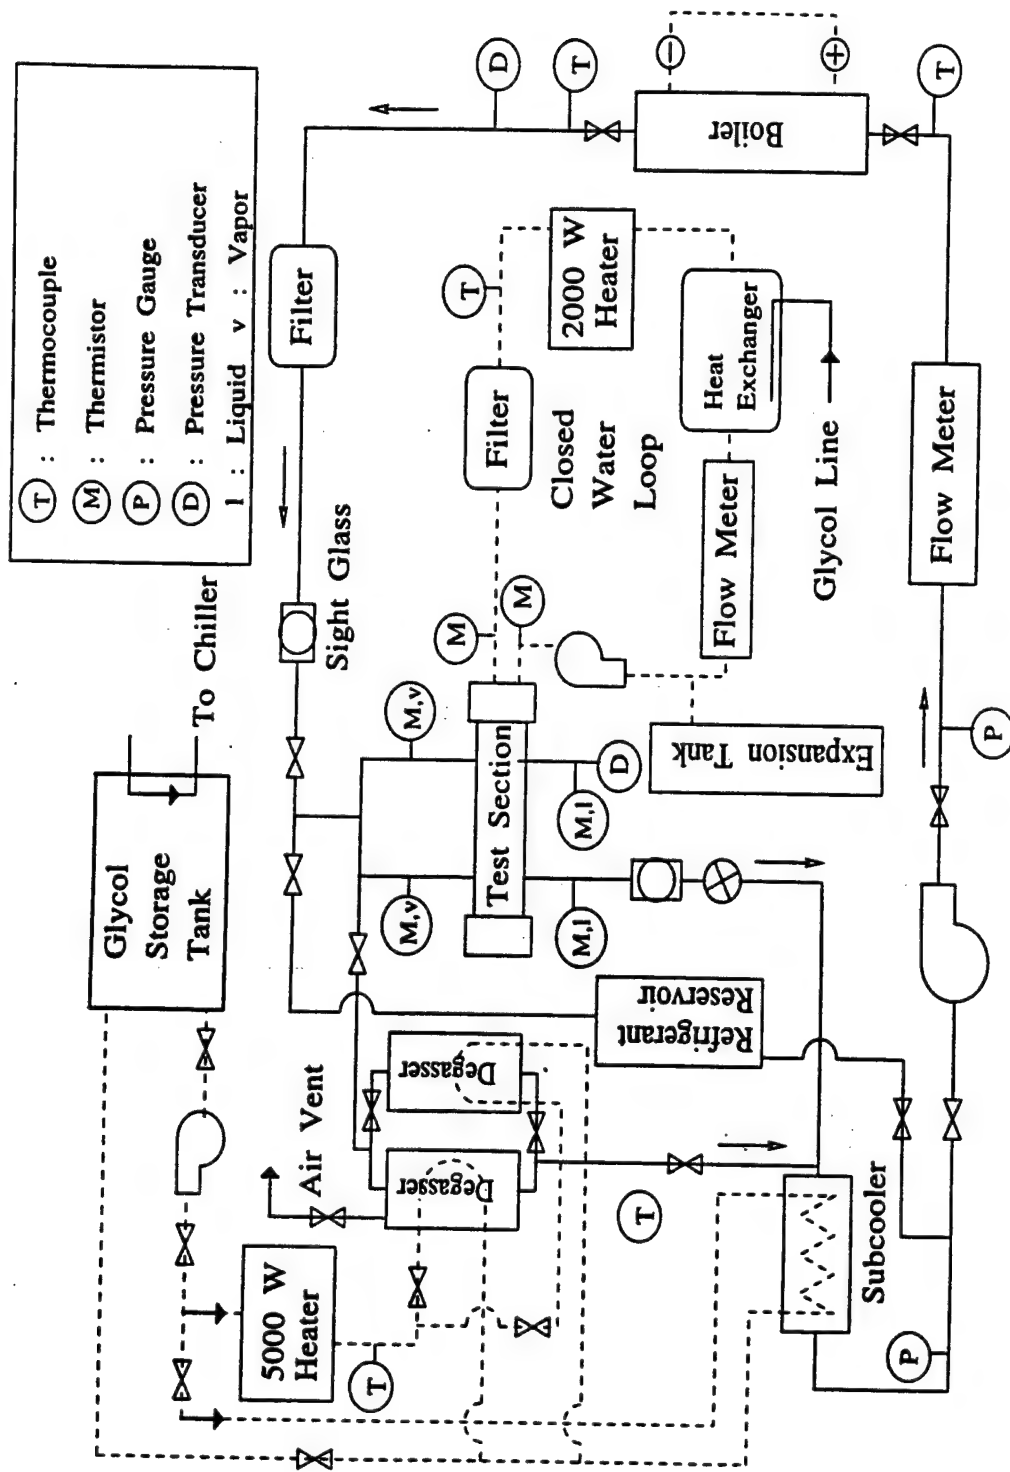 T : Thermocouple
M : Thermistor
P : Pressure Gauge
D : Pressure Transducer
l : Liquid v : Vapor
To Chiller
Glycol
Storage
Tank
Air Vent
5000 W
Heater
T
Degasser
Degasser
T
Subcooler
P
Refrigerant
Reservoir
Filter
Sight Glass
D
T
Boiler
−
+
T
2000 W
Heater
T
Filter
Closed
Water
Loop
Heat
Exchanger
Glycol Line
Flow Meter
M
M
M,v
M,v
Test Section
M,l
M,l
D
Expansion Tank
Flow Meter
P